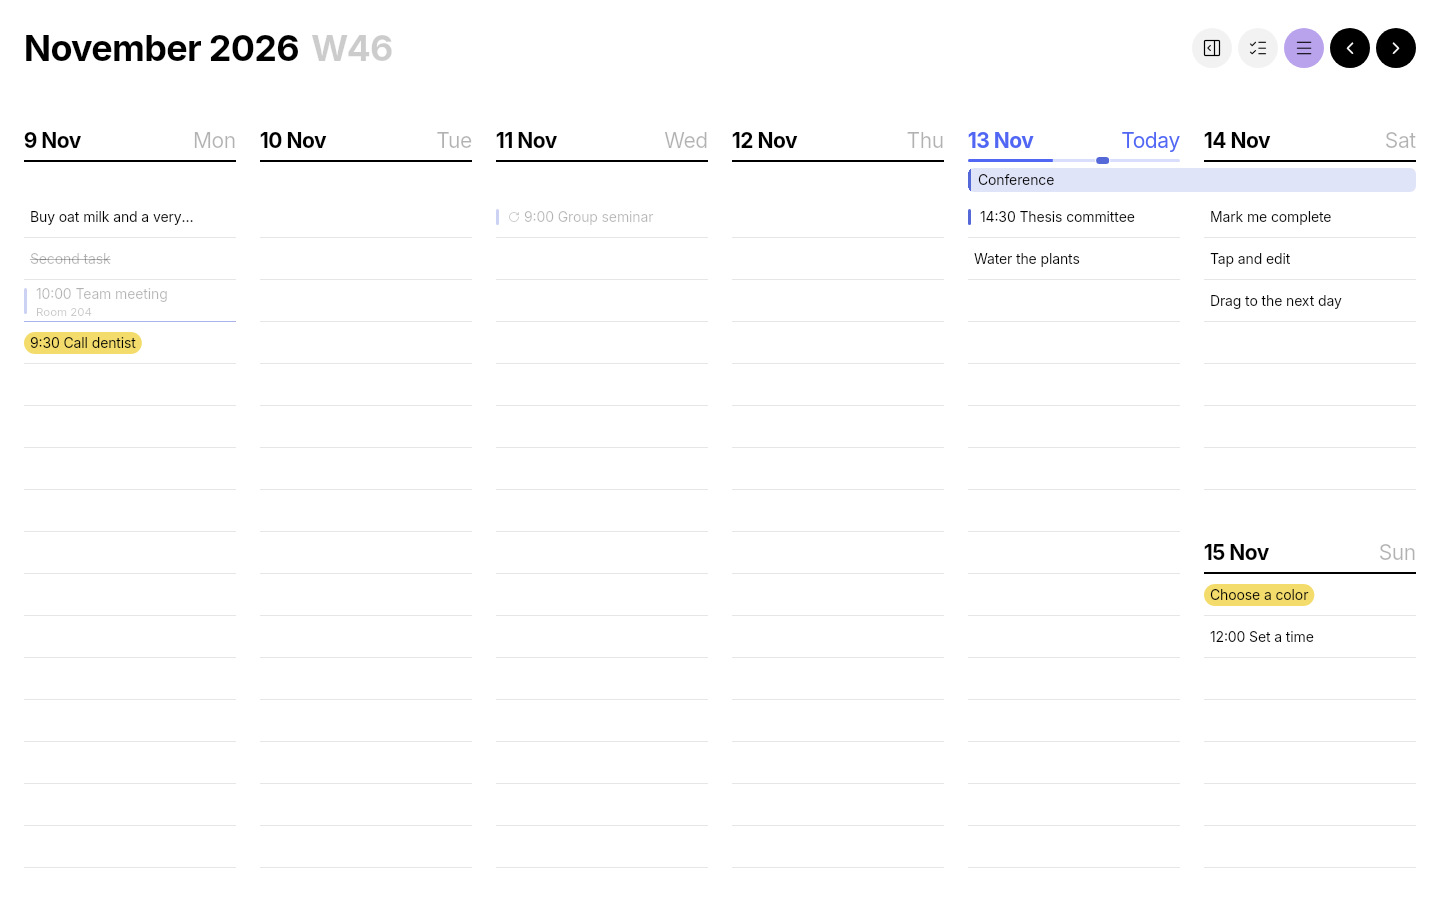 November 2026 W46
9 Nov Mon
Buy oat milk and a very...
Second task
10:00 Team meeting
Room 204
9:30 Call dentist
10 Nov Tue
11 Nov Wed
9:00 Group seminar
12 Nov Thu
13 Nov Today
Conference
14:30 Thesis committee
Water the plants
14 Nov Sat
Mark me complete
Tap and edit
Drag to the next day
15 Nov Sun
Choose a color
12:00 Set a time